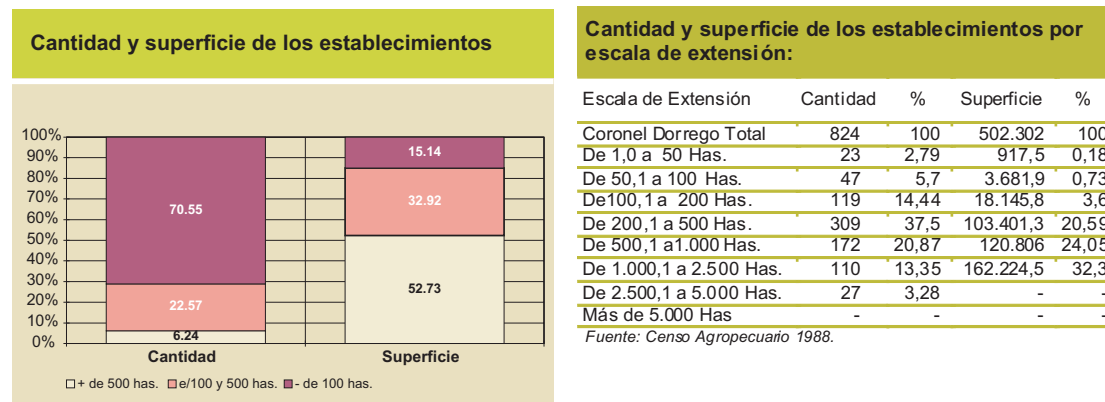 Cantidad y superficie de los establecimientos
100%
90%
80%
70%
60%
50%
40%
30%
20%
10%
0%
70.55
22.57
6.24
15.14
32.92
52.73
Cantidad Superficie
+ de 500 has. e/100 y 500 has. - de 100 has.
Cantidad y superficie de los establecimientos por
escala de extensión:
Escala de Extensión Cantidad % Superficie %
Coronel Dorrego Total 824 100 502.302 100
De 1,0 a 50 Has. 23 2,79 917,5 0,18
De 50,1 a 100 Has. 47 5,7 3.681,9 0,73
De100,1 a 200 Has. 119 14,44 18.145,8 3,6
De 200,1 a 500 Has. 309 37,5 103.401,3 20,59
De 500,1 a1.000 Has. 172 20,87 120.806 24,05
De 1.000,1 a 2.500 Has. 110 13,35 162.224,5 32,3
De 2.500,1 a 5.000 Has. 27 3,28 - -
Más de 5.000 Has - - - -
Fuente: Censo Agropecuario 1988.